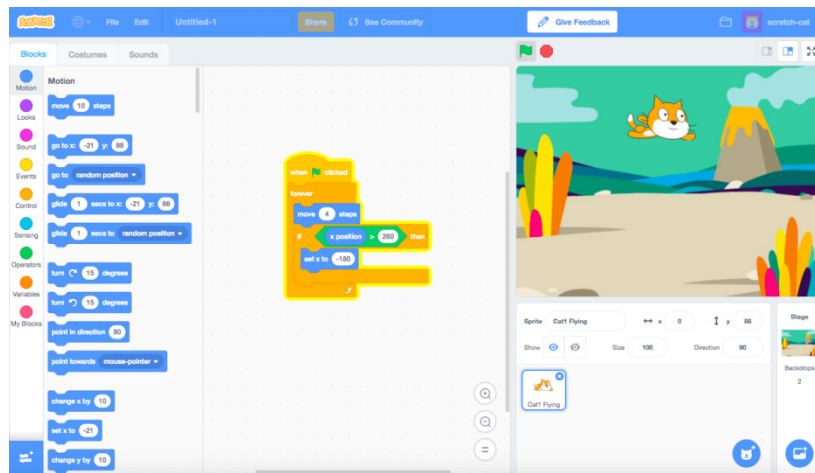 SCRATCH File Edit Untitled-1 Share See Community Give Feedback scratch-cat
Blocks Costumes Sounds
Motion
Looks
Sound
Events
Control
Sensing
Operators
Variables
My Blocks
Motion
move 10 steps
go to x: -21 y: 88
go to random position
glide 1 secs to x: -21 y: 88
glide 1 secs to random position
turn 15 degrees
turn 15 degrees
point in direction 90
point towards mouse-pointer
change x by 10
set x to -21
change y by 10
when clicked
forever
move 4 steps
if x position > 260 then
set x to -180
Sprite Cat1 Flying x 0 y 88
Show Size 100 Direction 90
Cat1 Flying
Stage
Backdrops
2